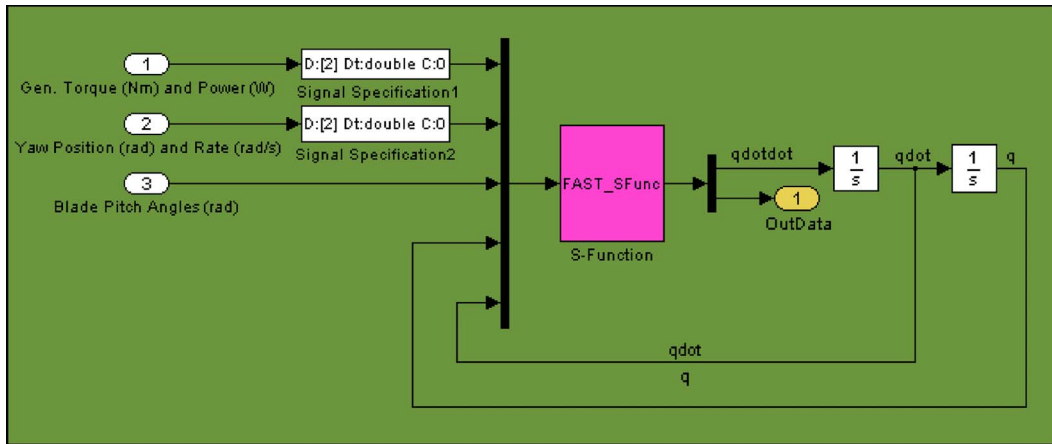 1
D:[2] Dt:double C:0
Gen. Torque (Nm) and Power (W)
Signal Specification1
2
D:[2] Dt:double C:0
Yaw Position (rad) and Rate (rad/s)
Signal Specification2
3
Blade Pitch Angles (rad)
FAST_SFunc
S-Function
qdotdot
1
OutData
1
s
qdot
1
s
q
qdot
q